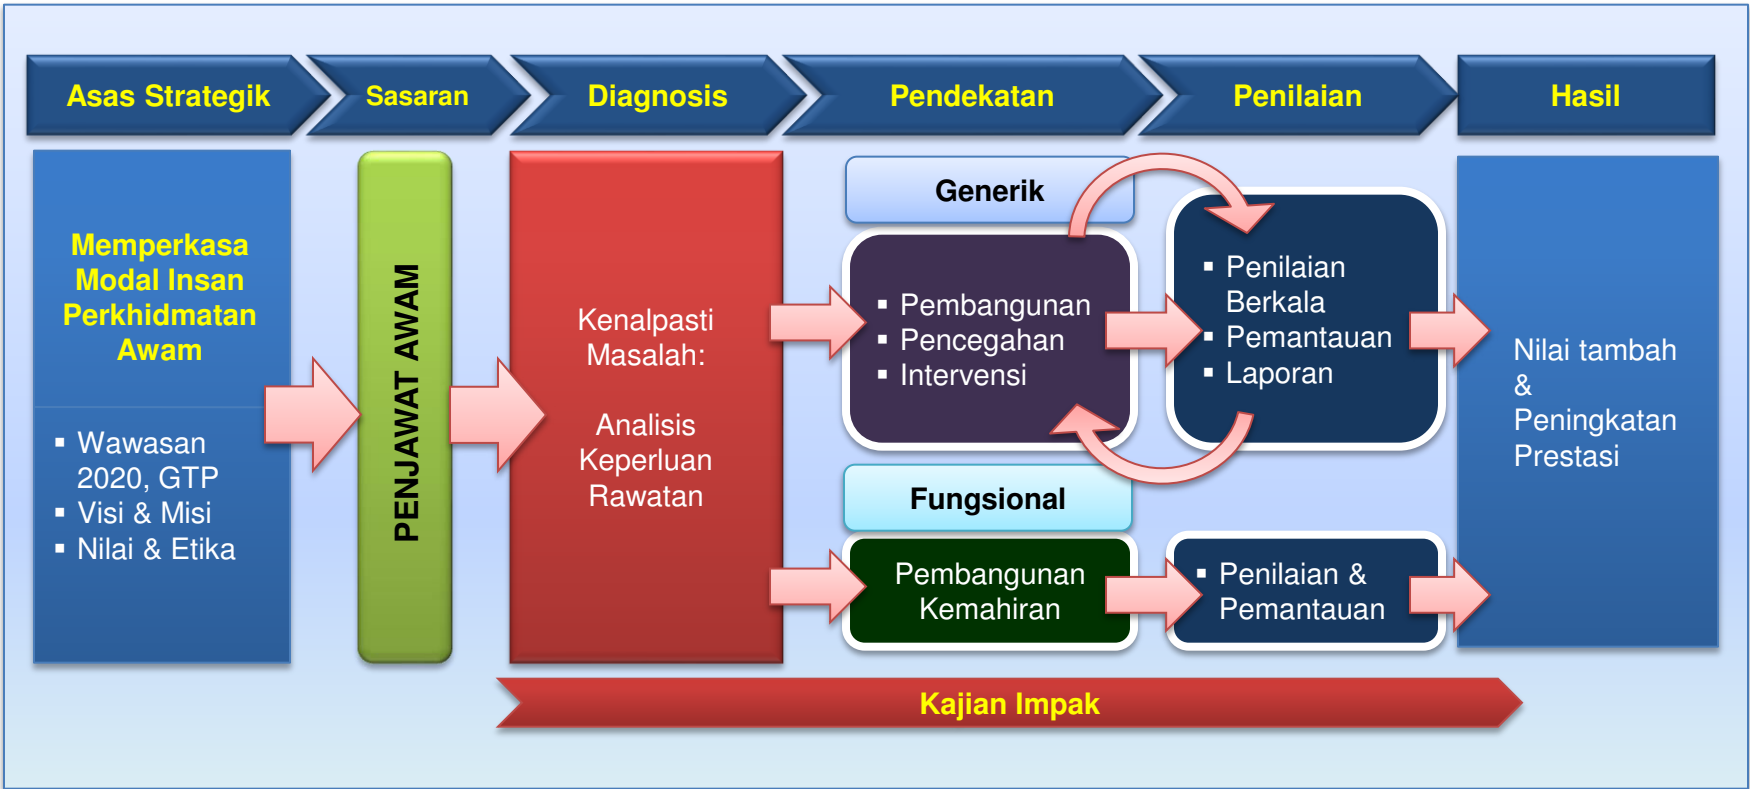 Asas Strategik
Sasaran
Diagnosis
Pendekatan
Penilaian
Hasil
Memperkasa
Modal Insan
Perkhidmatan
Awam
▪ Wawasan
2020, GTP
▪ Visi & Misi
▪ Nilai & Etika
PENJAWAT AWAM
Kenalpasti
Masalah:
Analisis
Keperluan
Rawatan
Generik
▪ Pembangunan
▪ Pencegahan
▪ Intervensi
▪ Penilaian
Berkala
▪ Pemantauan
▪ Laporan
Fungsional
Pembangunan
Kemahiran
▪ Penilaian &
Pemantauan
Nilai tambah
&
Peningkatan
Prestasi
Kajian Impak